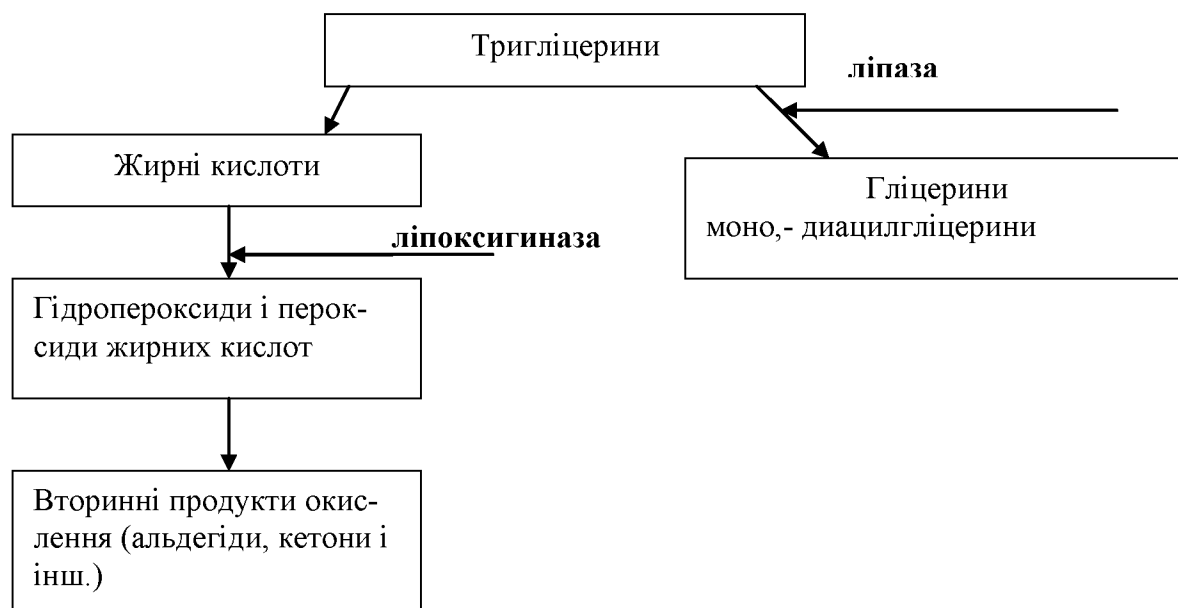 Тригліцерини
ліпаза
Жирні кислоти
Гліцерини
моно,- диацилгліцерини
ліпоксигиназа
Гідропероксиди і перок-
сиди жирних кислот
Вторинні продукти окис-
лення (альдегіди, кетони і
інш.)